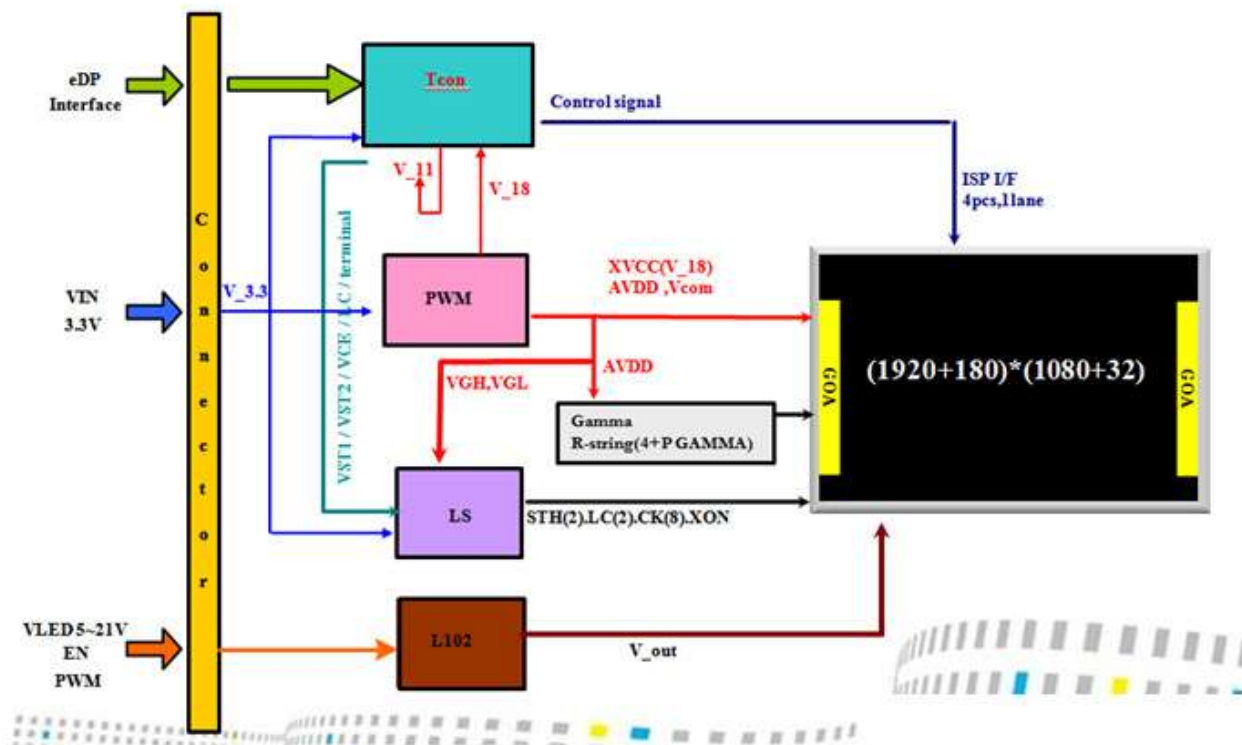 eDP
Interface
Tcon
Control signal
V_11
V_18
ISP I/F
4pcs,1lane
Connector
VIN
3.3V
V_3.3
VST1 / VST2 / VCE / LC / terminal
PWM
XVCC(V_18)
AVDD ,Vcom
VGH,VGL
AVDD
GOA
(1920+180)*(1080+32)
GOA
Gamma
R-string(4+P GAMMA)
LS
STH(2).LC(2).CK(8).XON
VLED 5~21V
EN
PWM
L102
V_out